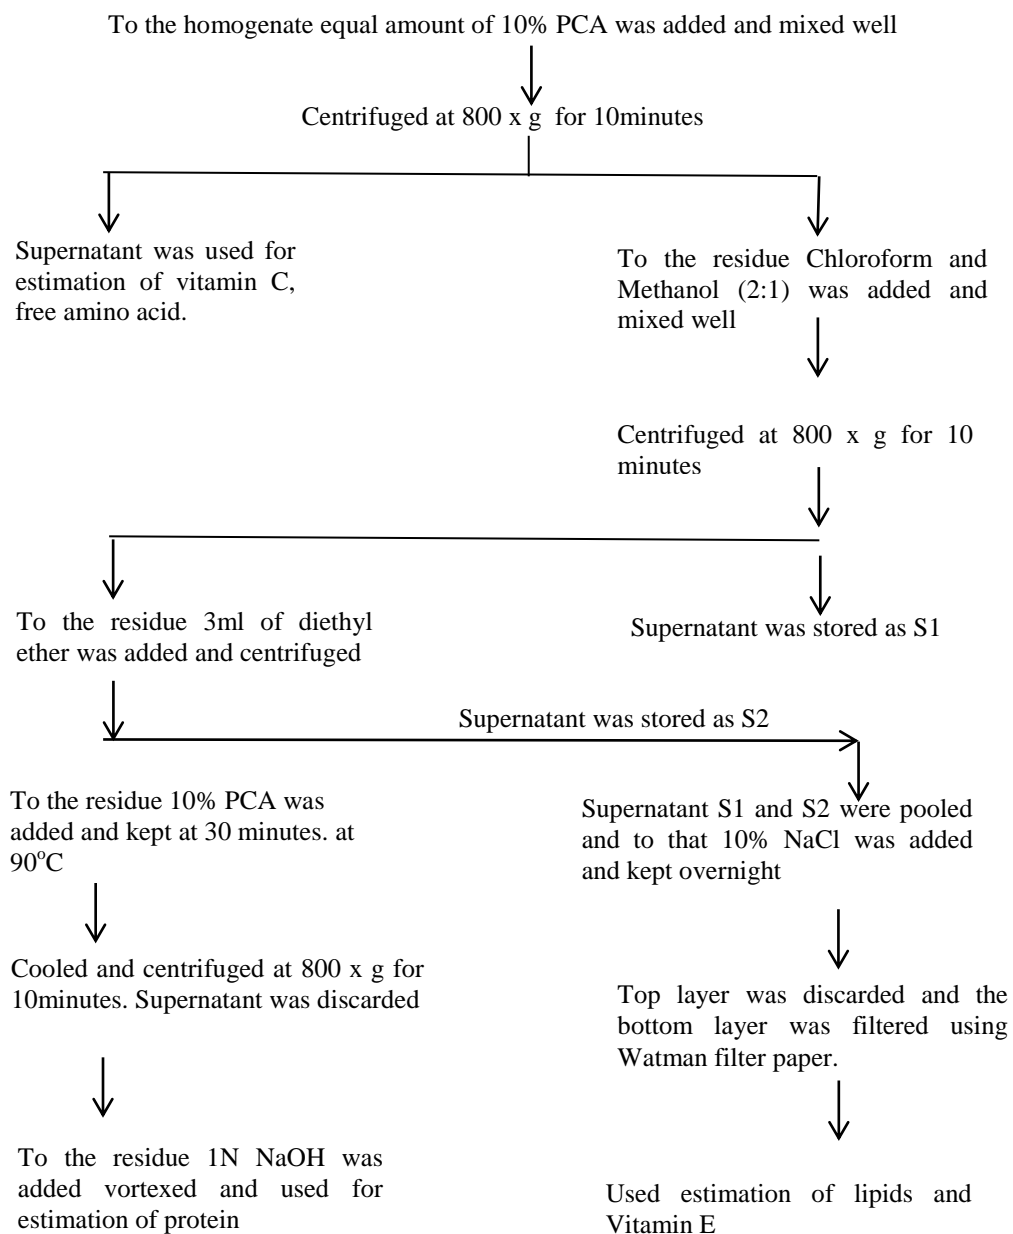 To the homogenate equal amount of 10% PCA was added and mixed well
Centrifuged at 800 x g for 10minutes
Supernatant was used for
estimation of vitamin C,
free amino acid.
To the residue Chloroform and
Methanol (2:1) was added and
mixed well
Centrifuged at 800 x g for 10
minutes
To the residue 3ml of diethyl
ether was added and centrifuged
Supernatant was stored as S1
Supernatant was stored as S2
To the residue 10% PCA was
added and kept at 30 minutes. at
90°C
Supernatant S1 and S2 were pooled
and to that 10% NaCl was added
and kept overnight
Cooled and centrifuged at 800 x g for
10minutes. Supernatant was discarded
Top layer was discarded and the
bottom layer was filtered using
Watman filter paper.
To the residue 1N NaOH was
added vortexed and used for
estimation of protein
Used estimation of lipids and
Vitamin E